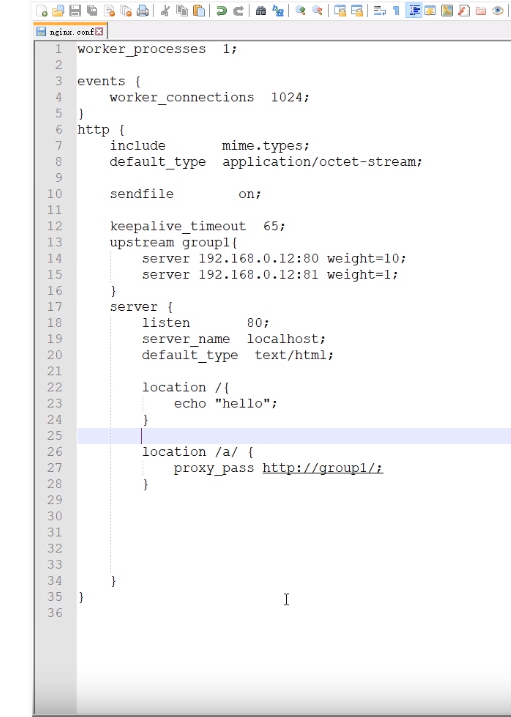 nginx.conf
1 worker_processes  1;
2
3 events {
4     worker_connections  1024;
5 }
6 http {
7     include       mime.types;
8     default_type  application/octet-stream;
9
10     sendfile        on;
11
12     keepalive_timeout  65;
13     upstream group1{
14         server 192.168.0.12:80 weight=10;
15         server 192.168.0.12:81 weight=1;
16     }
17     server {
18         listen       80;
19         server_name  localhost;
20         default_type  text/html;
21
22         location /{
23             echo "hello";
24         }
25
26         location /a/ {
27             proxy_pass http://group1/;
28         }
29
30
31
32
33
34     }
35 }
36